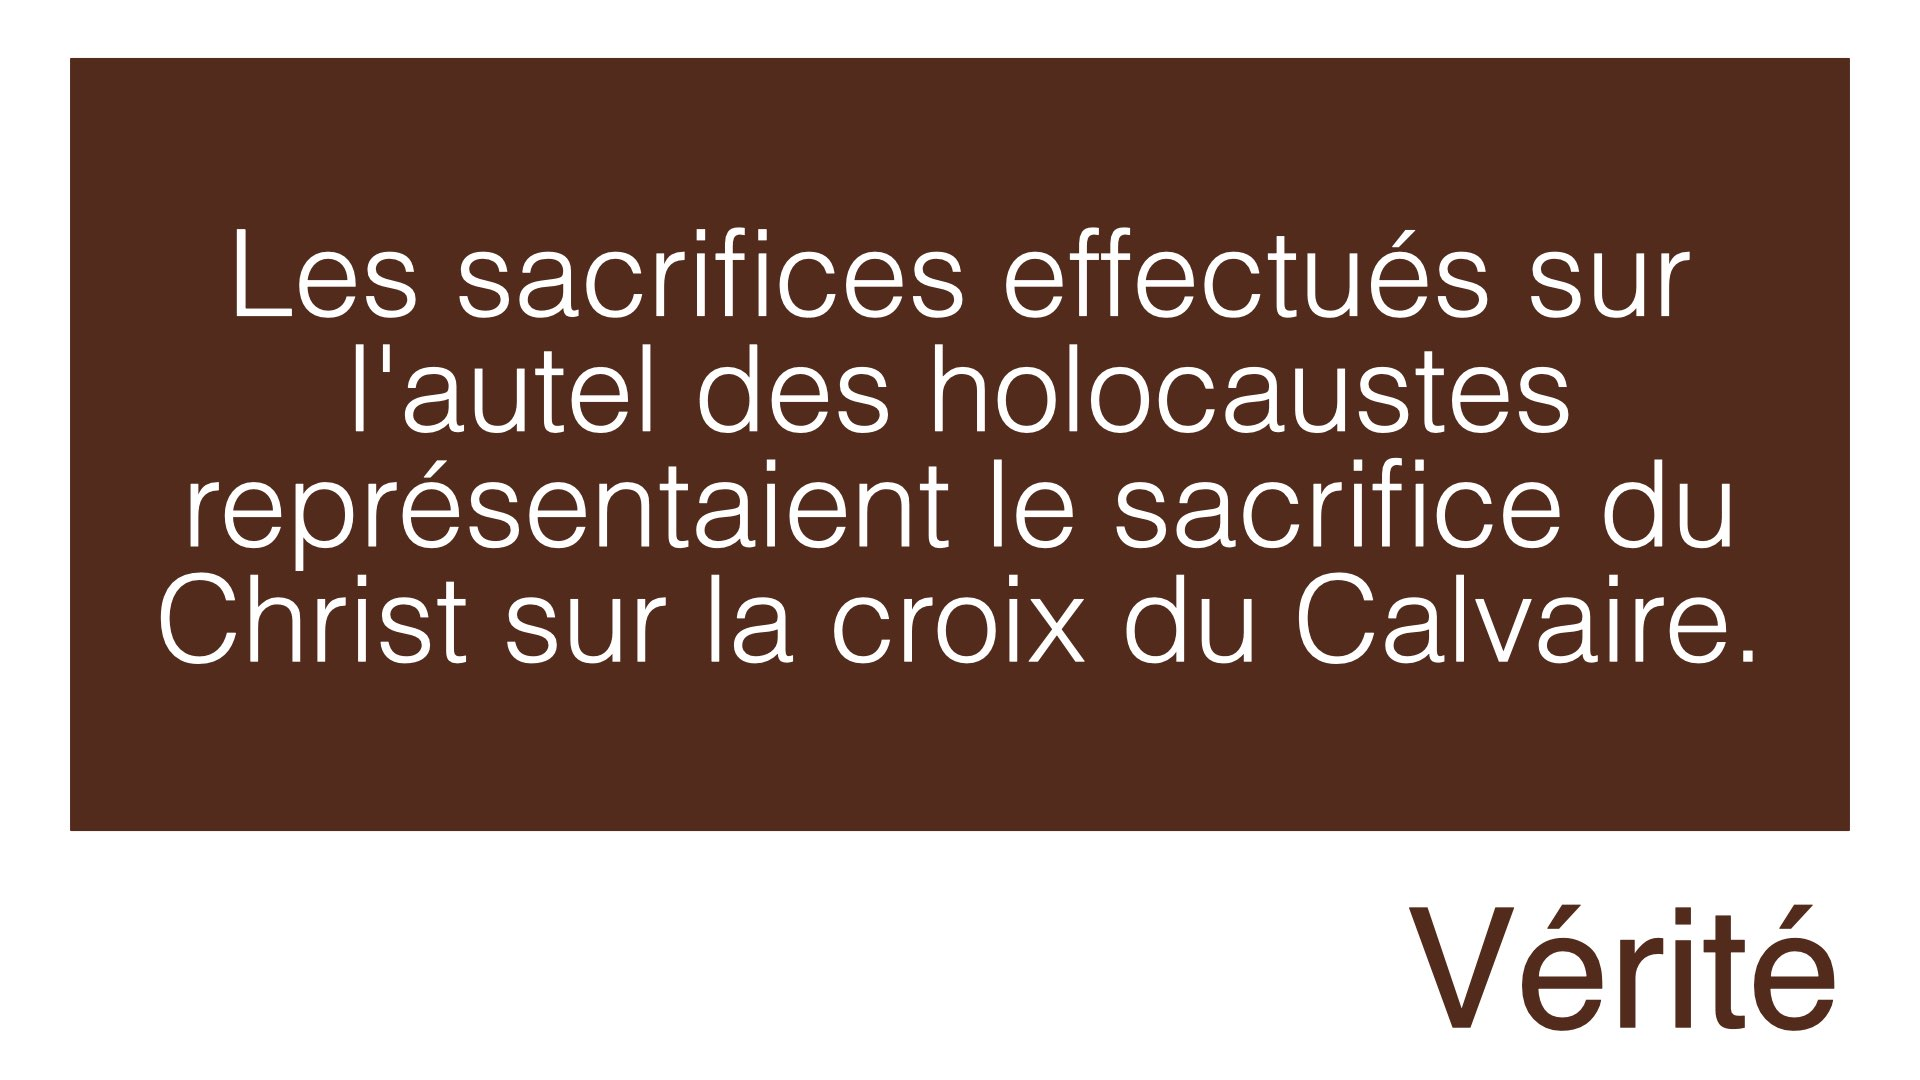 Les sacrifices effectués sur
l'autel des holocaustes
représentaient le sacrifice du
Christ sur la croix du Calvaire.
Vérité